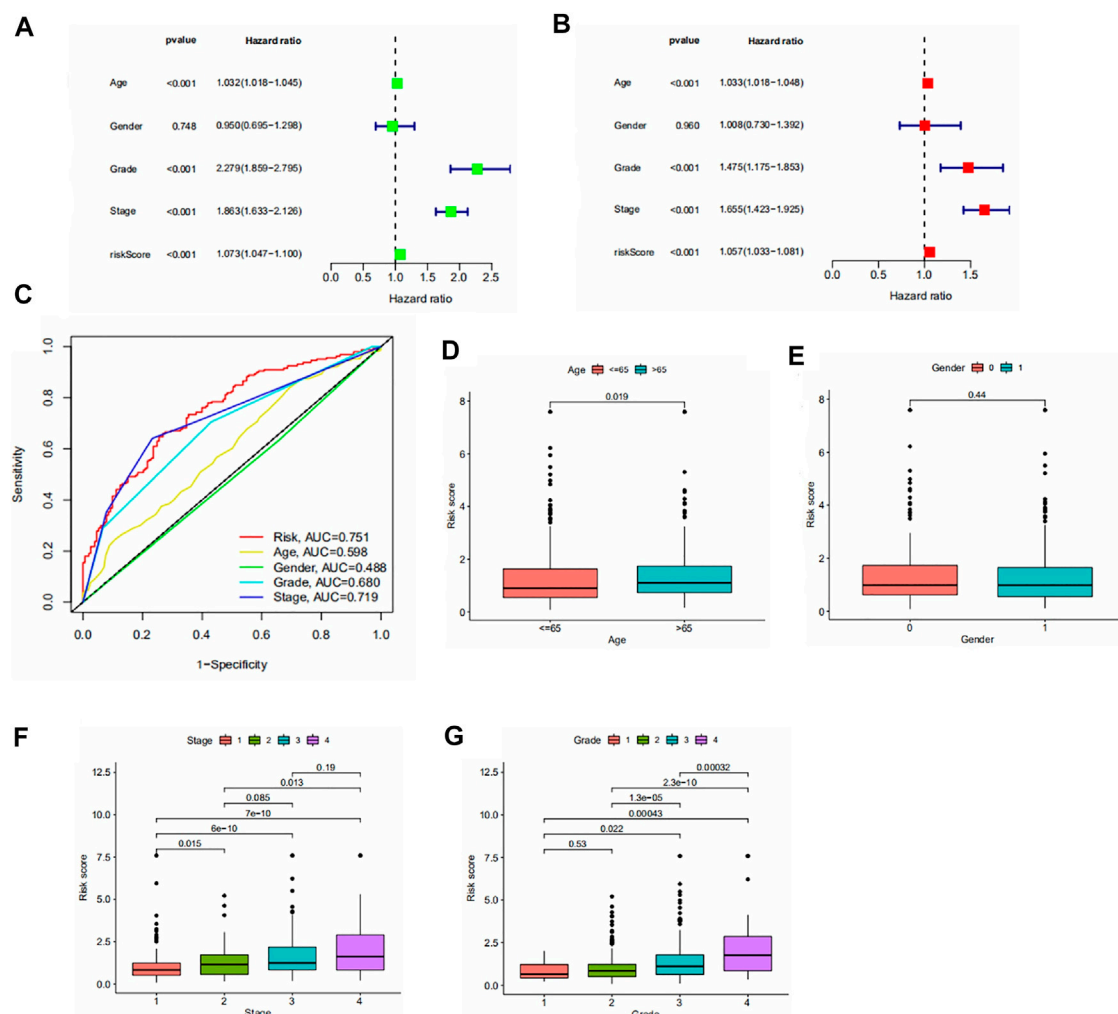 A
pvalue Hazard ratio
Age <0.001 1.032(1.018−1.045)
Gender 0.748 0.950(0.695−1.298)
Grade <0.001 2.279(1.859−2.795)
Stage <0.001 1.863(1.633−2.126)
riskScore <0.001 1.073(1.047−1.100)
0.0 0.5 1.0 1.5 2.0 2.5
Hazard ratio
B
pvalue Hazard ratio
Age <0.001 1.033(1.018−1.048)
Gender 0.960 1.008(0.730−1.392)
Grade <0.001 1.475(1.175−1.853)
Stage <0.001 1.655(1.423−1.925)
riskScore <0.001 1.057(1.033−1.081)
0.0 0.5 1.0 1.5
Hazard ratio
C
Sensitivity
1.0
0.8
0.6
0.4
0.2
0.0
Risk, AUC=0.751
Age, AUC=0.598
Gender, AUC=0.488
Grade, AUC=0.680
Stage, AUC=0.719
0.0 0.2 0.4 0.6 0.8 1.0
1−Specificity
D
Age <=65 >65
Risk score
8
6
4
2
0
0.019
<=65 >65
Age
E
Gender 0 1
Risk score
8
6
4
2
0
0.44
0 1
Gender
F
Stage 1 2 3 4
Risk score
12.5
10.0
7.5
5.0
2.5
0.0
0.19
0.013
0.085
7e−10
6e−10
0.015
1 2 3 4
Stage
G
Grade 1 2 3 4
Risk score
12.5
10.0
7.5
5.0
2.5
0.0
0.00032
2.3e−10
1.3e−05
0.00043
0.022
0.53
1 2 3 4
Grade